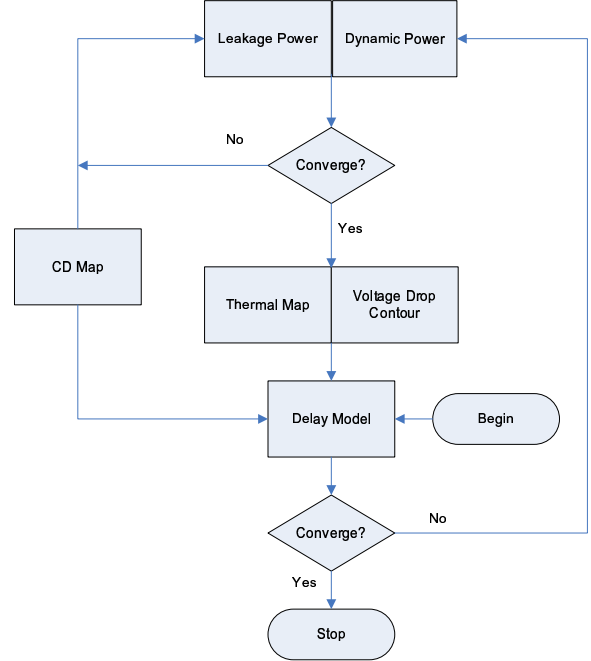 Leakage Power
Dynamic Power
No
Converge?
Yes
CD Map
Thermal Map
Voltage Drop
Contour
Delay Model
Begin
No
Converge?
Yes
Stop